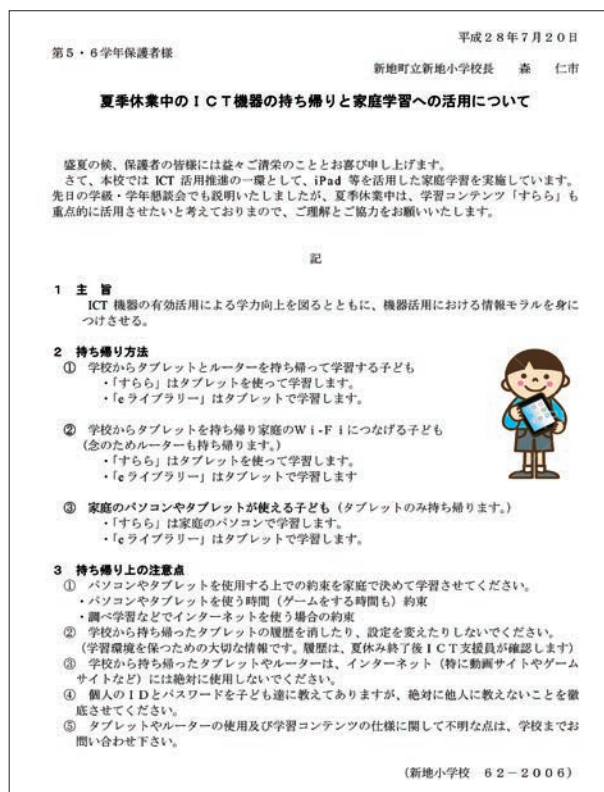 平成28年7月20日
第5・6学年保護者様
新地町立新地小学校長　森　仁市
夏季休業中のICT機器の持ち帰りと家庭学習への活用について
盛夏の候、保護者の皆様には益々ご清栄のこととお喜び申し上げます。
さて、本校では ICT 活用推進の一環として、iPad 等を活用した家庭学習を実施しています。
先日の学級・学年懇談会でも説明いたしましたが、夏季休業中は、学習コンテンツ「すらら」も
重点的に活用させたいと考えておりまので、ご理解とご協力をお願いいたします。
記
1　主　旨
ICT 機器の有効活用による学力向上を図るとともに、機器活用における情報モラルを身に
つけさせる。
2　持ち帰り方法
①　学校からタブレットとルーターを持ち帰って学習する子ども
・「すらら」はタブレットを使って学習します。
・「eライブラリー」はタブレットで学習します。
②　学校からタブレットを持ち帰り家庭のWi-Fiにつなげる子ども
(念のためルーターも持ち帰ります。)
・「すらら」はタブレットを使って学習します。
・「eライブラリー」はタブレットで学習します
③　家庭のパソコンやタブレットが使える子ども（タブレットのみ持ち帰ります。）
・「すらら」は家庭のパソコンで学習します。
・「eライブラリー」はタブレットで学習します。
3　持ち帰り上の注意点
①　パソコンやタブレットを使用する上での約束を家庭で決めて学習させてください。
・パソコンやタブレットを使う時間（ゲームをする時間も）約束
・調べ学習などでインターネットを使う場合の約束
②　学校から持ち帰ったタブレットの履歴を消したり、設定を変えたりしないでください。
(学習環境を保つための大切な情報です。履歴は、夏休み終了後ICT支援員が確認します)
③　学校から持ち帰ったタブレットやルーターは、インターネット（特に動画サイトやゲーム
サイトなど）には絶対に使用しないでください。
④　個人のIDとパスワードを子ども達に教えてありますが、絶対に他人に教えないことを徹
底させてください。
⑤　タブレットやルーターの使用及び学習コンテンツの仕様に関して不明な点は、学校までお
問い合わせ下さい。
(新地小学校　62－2006)